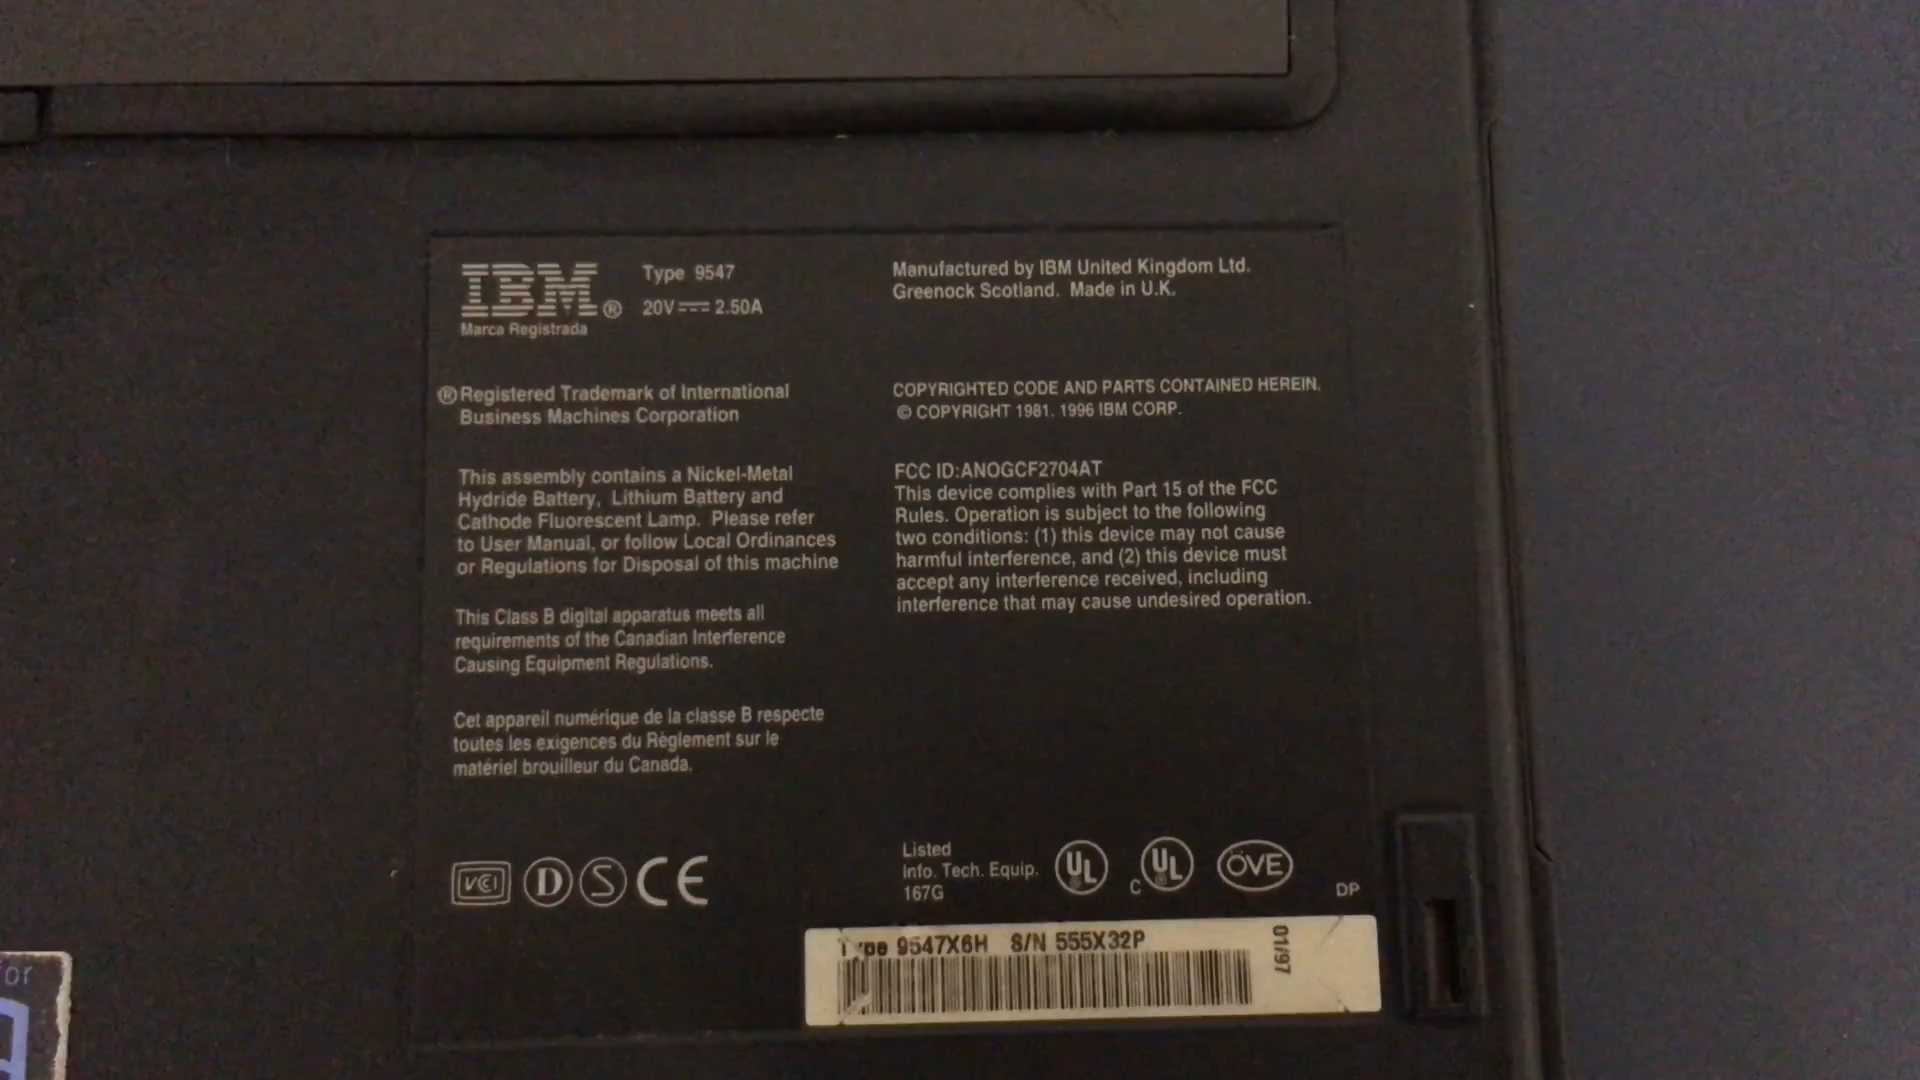 IBM®
Marca Registrada
Type 9547
20V⎓2.50A
®Registered Trademark of International
Business Machines Corporation
This assembly contains a Nickel-Metal
Hydride Battery, Lithium Battery and
Cathode Fluorescent Lamp. Please refer
to User Manual, or follow Local Ordinances
or Regulations for Disposal of this machine
This Class B digital apparatus meets all
requirements of the Canadian Interference
Causing Equipment Regulations.
Cet appareil numérique de la classe B respecte
toutes les exigences du Règlement sur le
matériel brouilleur du Canada.
VCI D S CE
Manufactured by IBM United Kingdom Ltd.
Greenock Scotland. Made in U.K.
COPYRIGHTED CODE AND PARTS CONTAINED HEREIN.
© COPYRIGHT 1981, 1996 IBM CORP.
FCC ID:ANOGCF2704AT
This device complies with Part 15 of the FCC
Rules. Operation is subject to the following
two conditions: (1) this device may not cause
harmful interference, and (2) this device must
accept any interference received, including
interference that may cause undesired operation.
Listed
Info. Tech. Equip.
167G
UL
C UL
ÖVE
DP
Type 9547X6H S/N 555X32P
01/97
for